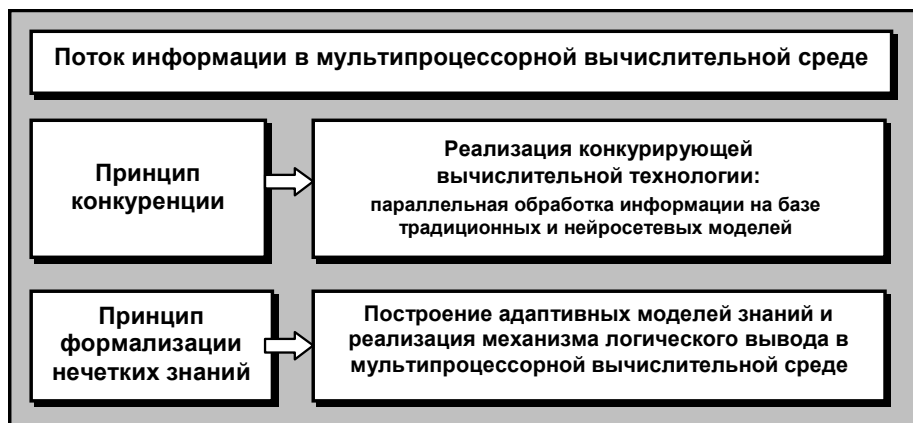 Поток информации в мультипроцессорной вычислительной среде
Принцип
конкуренции
Реализация конкурирующей
вычислительной технологии:
параллельная обработка информации на базе
традиционных и нейросетевых моделей
Принцип
формализации
нечетких знаний
Построение адаптивных моделей знаний и
реализация механизма логического вывода в
мультипроцессорной вычислительной среде